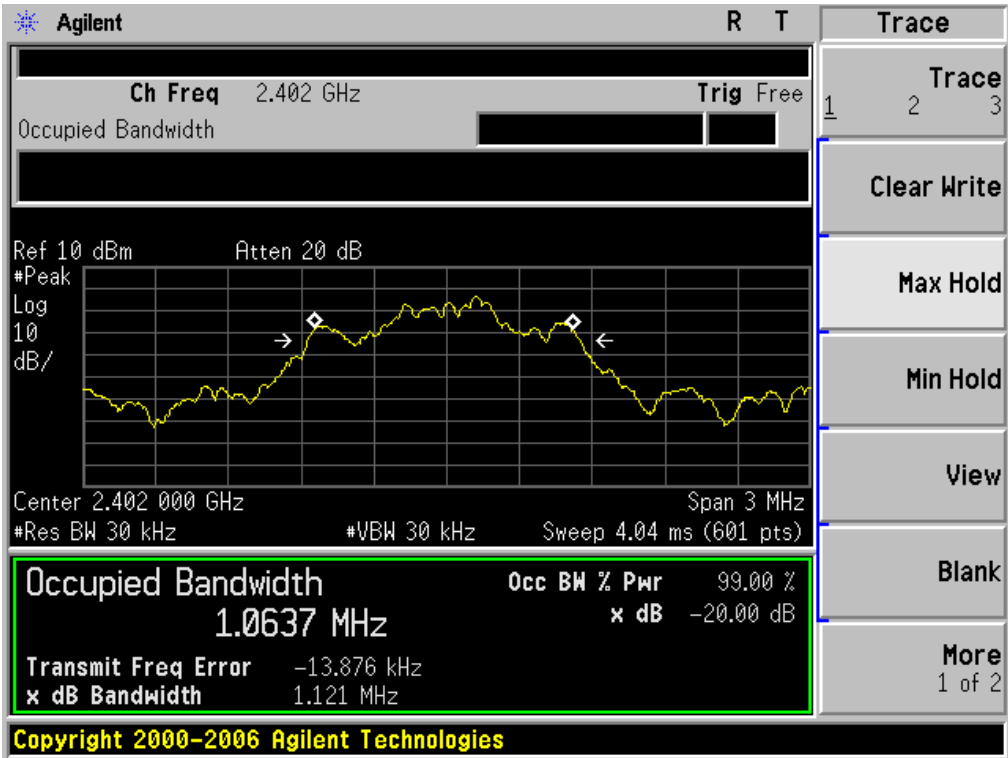 Agilent R T
Ch Freq 2.402 GHz Trig Free
Occupied Bandwidth
Ref 10 dBm Atten 20 dB
#Peak
Log
10
dB/
Center 2.402 000 GHz Span 3 MHz
#Res BW 30 kHz #VBW 30 kHz Sweep 4.04 ms (601 pts)
Occupied Bandwidth
1.0637 MHz
Occ BW % Pwr 99.00 %
x dB -20.00 dB
Transmit Freq Error -13.876 kHz
x dB Bandwidth 1.121 MHz
Copyright 2000-2006 Agilent Technologies
Trace
Trace
1 2 3
Clear Write
Max Hold
Min Hold
View
Blank
More
1 of 2